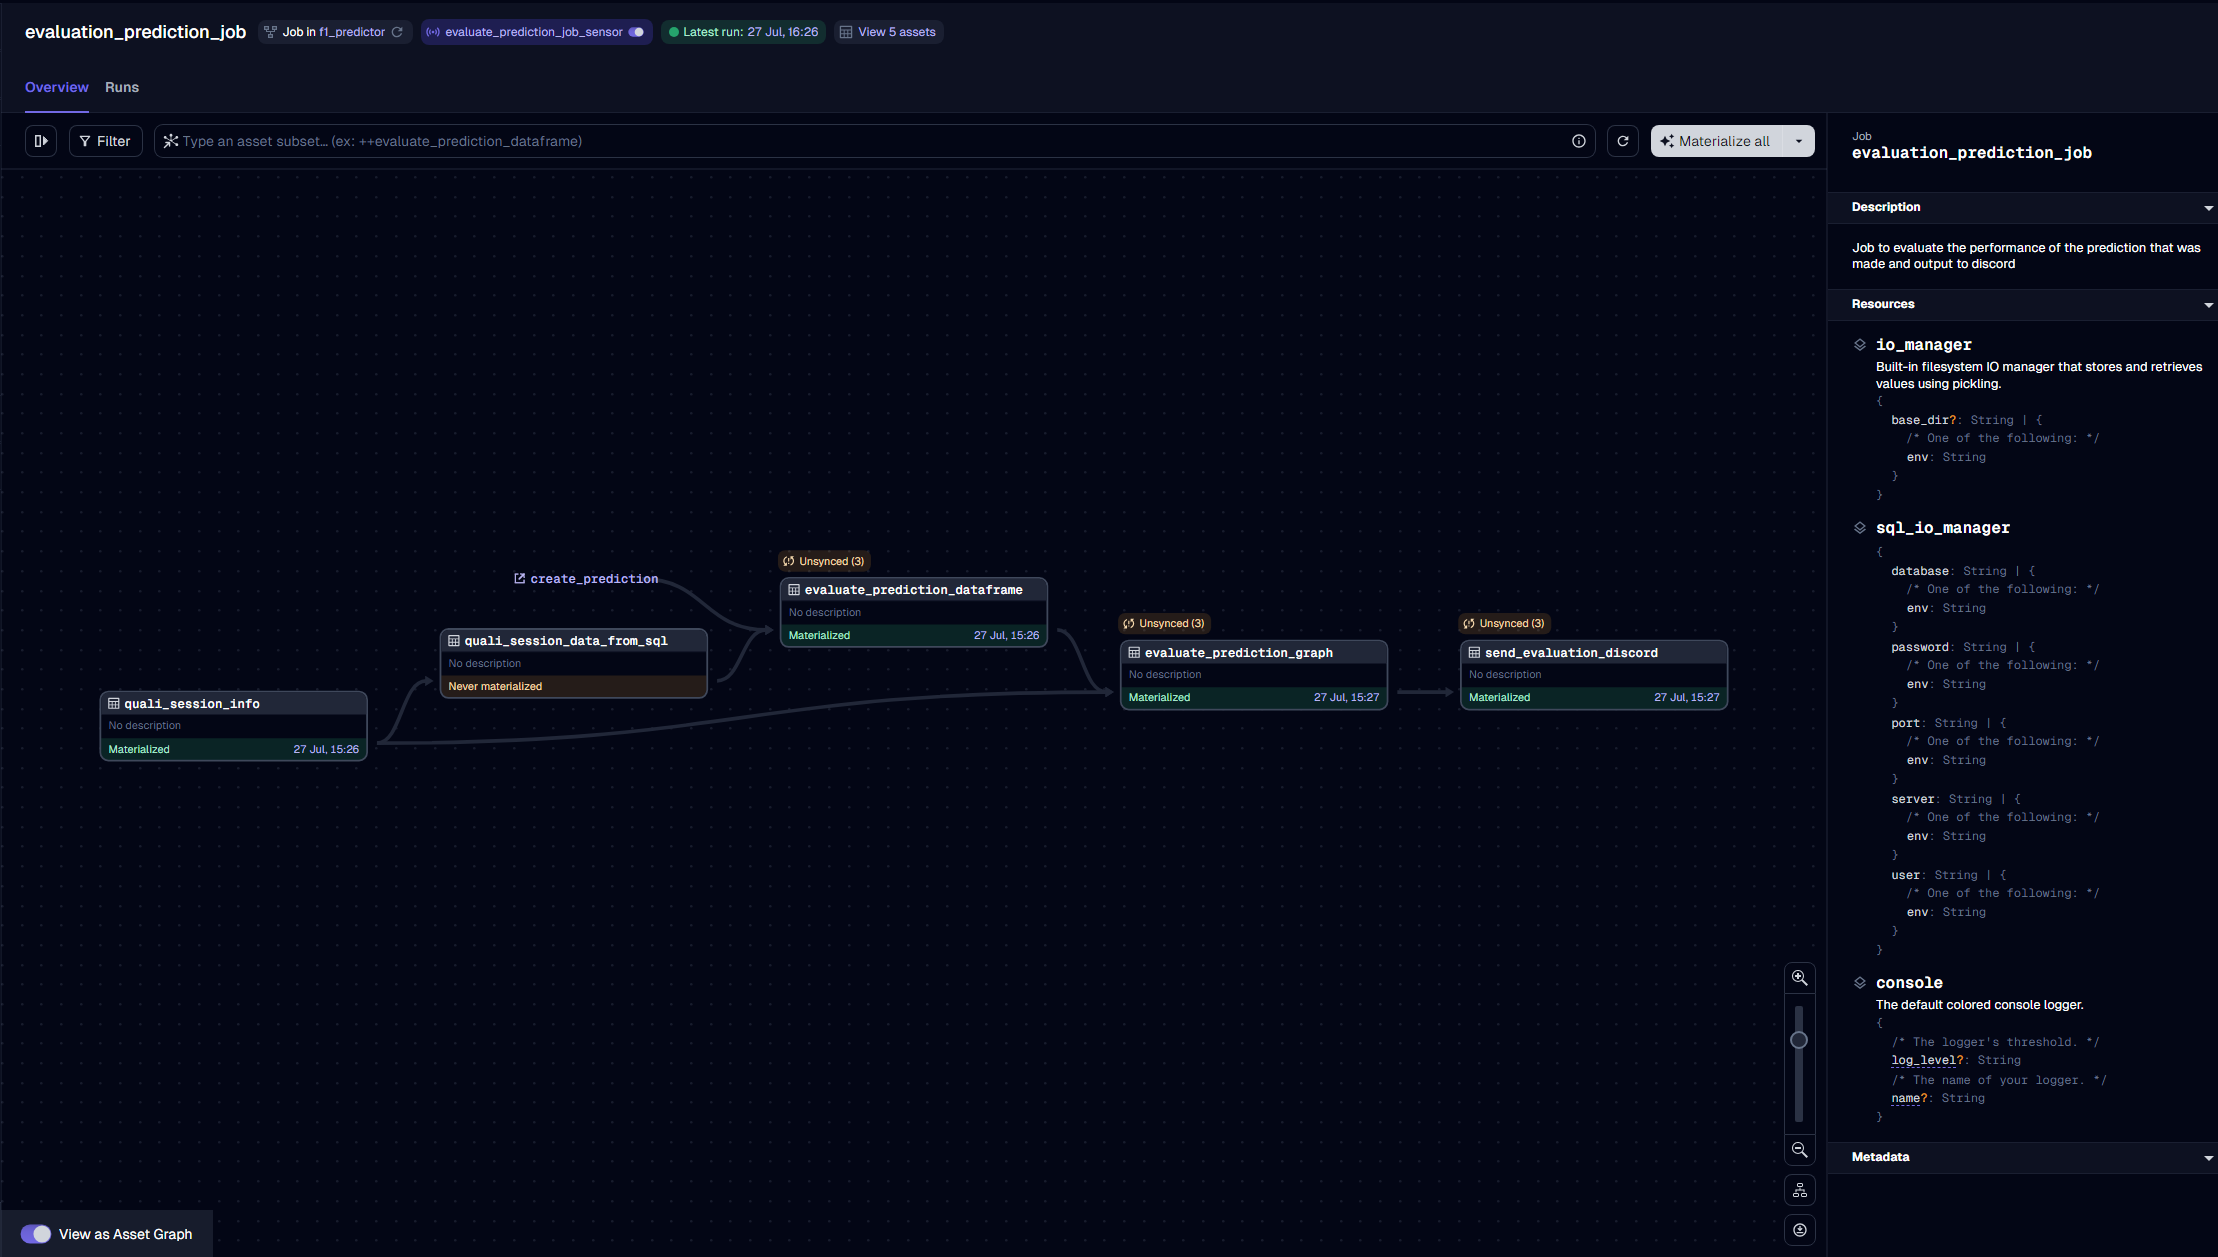 evaluation_prediction_job
Job in f1_predictor
evaluate_prediction_job_sensor
Latest run: 27 Jul, 16:26
View 5 assets
Overview
Runs
Filter
Type an asset subset… (ex: ++evaluate_prediction_dataframe)
Materialize all
create_prediction
Unsynced (3)
evaluate_prediction_dataframe
No description
Materialized 27 Jul, 15:26
quali_session_data_from_sql
No description
Never materialized
quali_session_info
No description
Materialized 27 Jul, 15:26
Unsynced (3)
evaluate_prediction_graph
No description
Materialized 27 Jul, 15:27
Unsynced (3)
send_evaluation_discord
No description
Materialized 27 Jul, 15:27
View as Asset Graph
Job
evaluation_prediction_job
Description
Job to evaluate the performance of the prediction that was
made and output to discord
Resources
io_manager
Built-in filesystem IO manager that stores and retrieves
values using pickling.
{
base_dir?: String | {
/* One of the following: */
env: String
}
}
sql_io_manager
{
database: String | {
/* One of the following: */
env: String
}
password: String | {
/* One of the following: */
env: String
}
port: String | {
/* One of the following: */
env: String
}
server: String | {
/* One of the following: */
env: String
}
user: String | {
/* One of the following: */
env: String
}
}
console
The default colored console logger.
{
/* The logger's threshold. */
log_level?: String
/* The name of your logger. */
name?: String
}
Metadata